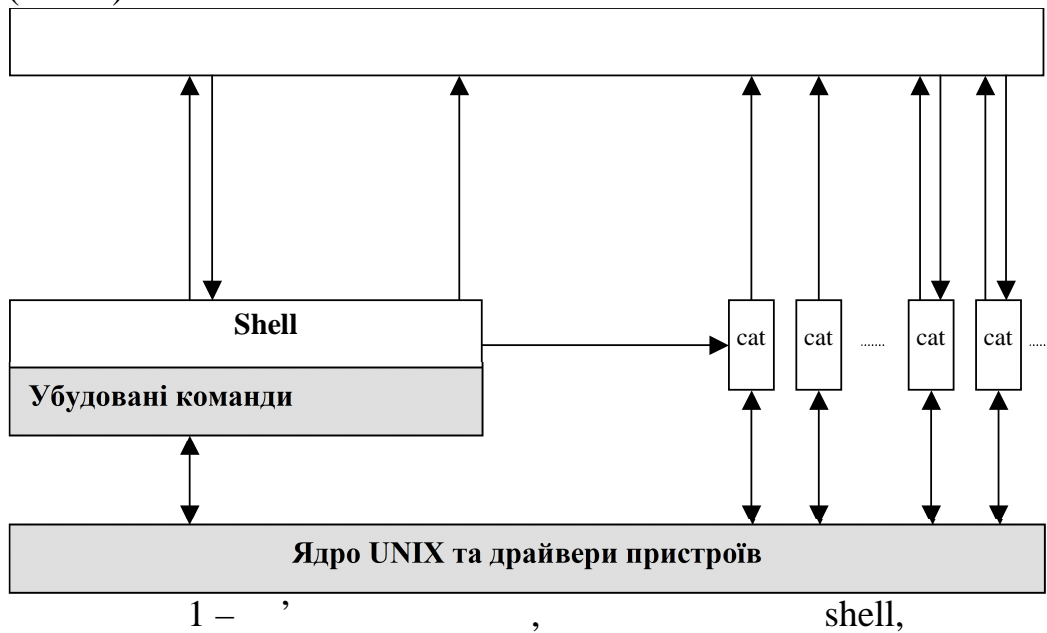 Shell
cat cat ....... cat cat .....
Убудовані команди
Ядро UNIX та драйвери пристроїв
1 – ’ , shell,